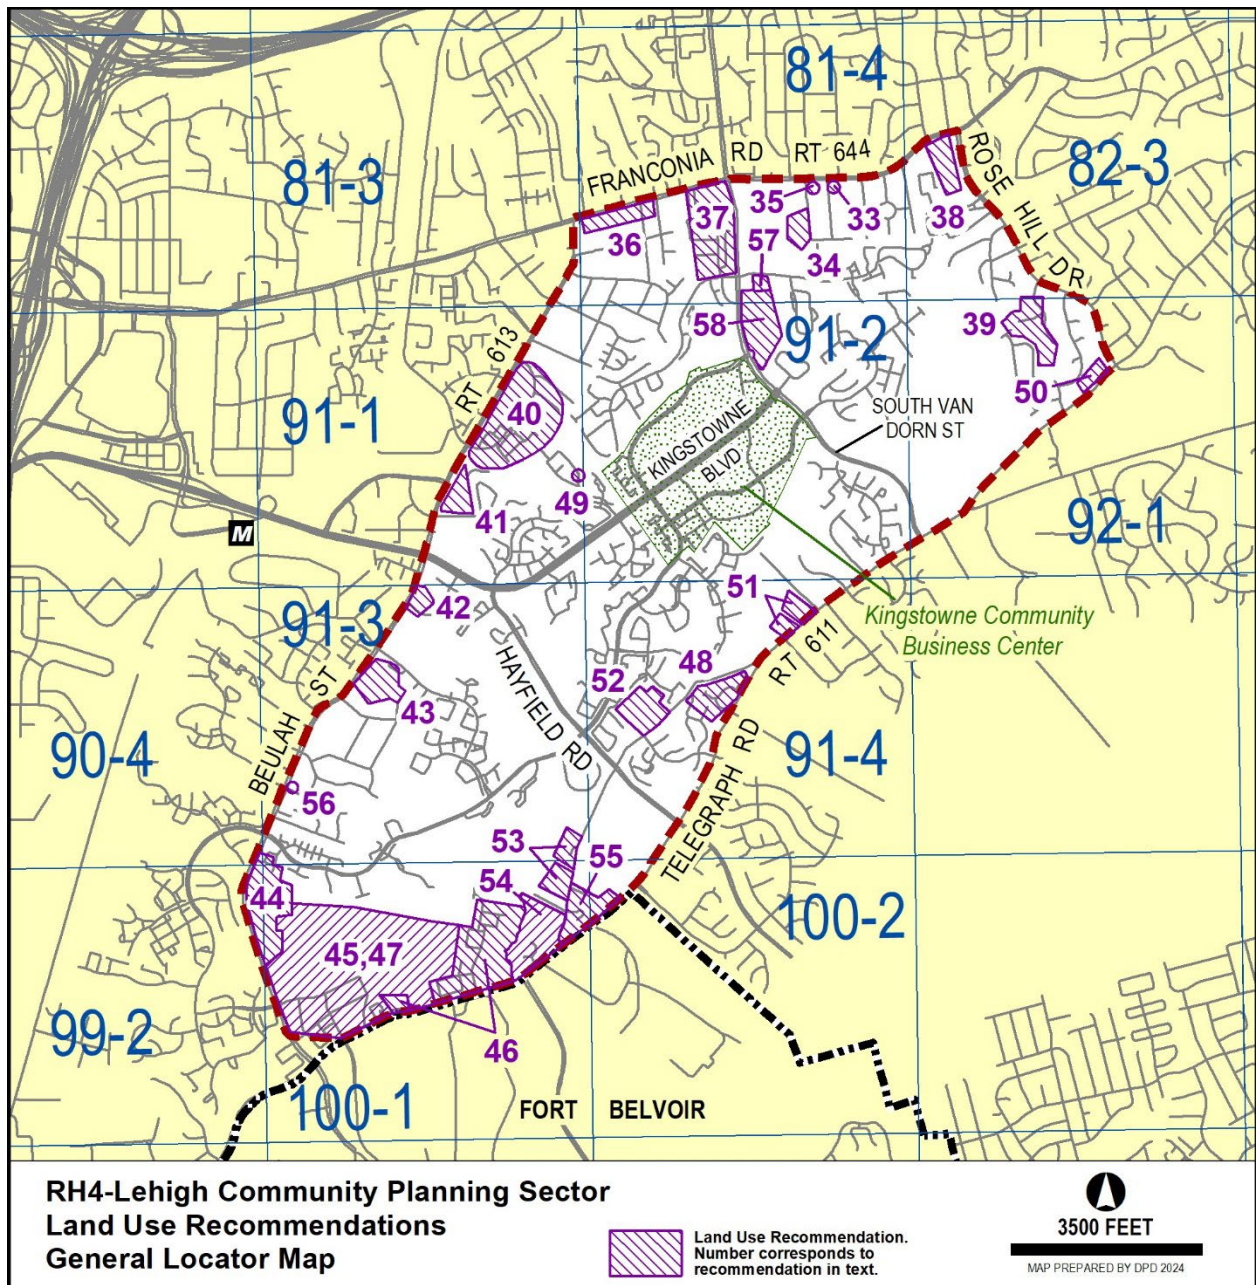 81-4
FRANCONIA RD RT 644
ROSE HILL DR
82-3
81-3
35
33
38
36
37
57
34
58
91-2
39
50
RT 613
40
91-1
SOUTH VAN
DORN ST
KINGSTOWNE
BLVD
49
41
92-1
M
51
42
91-3
Kingstowne Community
Business Center
RT 611
HAYFIELD RD
48
52
43
BEULAH ST
90-4
91-4
TELEGRAPH RD
56
53
55
54
44
100-2
45,47
99-2
46
100-1
FORT BELVOIR
RH4-Lehigh Community Planning Sector
Land Use Recommendations
General Locator Map
Land Use Recommendation.
Number corresponds to
recommendation in text.
3500 FEET
MAP PREPARED BY DPD 2024